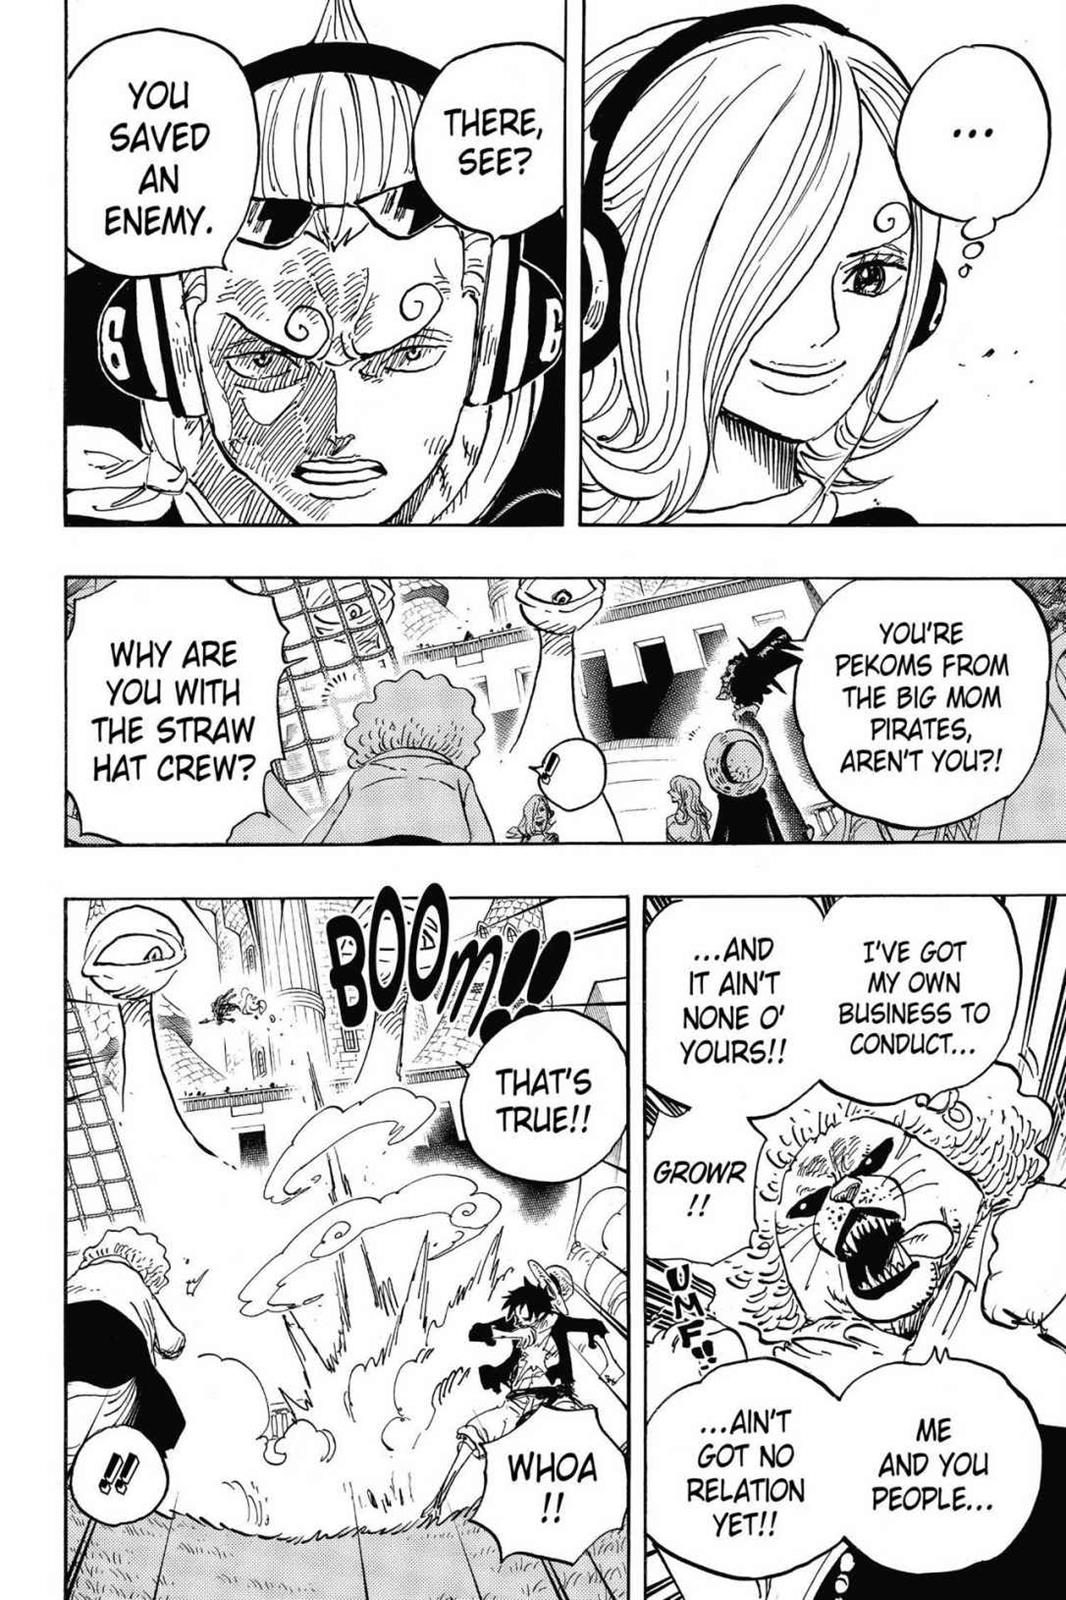 ...
THERE,
SEE?
YOU
SAVED
AN
ENEMY.
6
6
YOU'RE
PEKOMS FROM
THE BIG MOM
PIRATES,
AREN'T YOU?!
!!
WHY ARE
YOU WITH
THE STRAW
HAT CREW?
I'VE GOT
MY OWN
BUSINESS TO
CONDUCT...
...AND
IT AIN'T
NONE O'
YOURS!!
GROWR
!!
UMF!!
ME
AND YOU
PEOPLE...
...AIN'T
GOT NO
RELATION
YET!!
BOOM!!
THAT'S
TRUE!!
WHOA
!!
!!